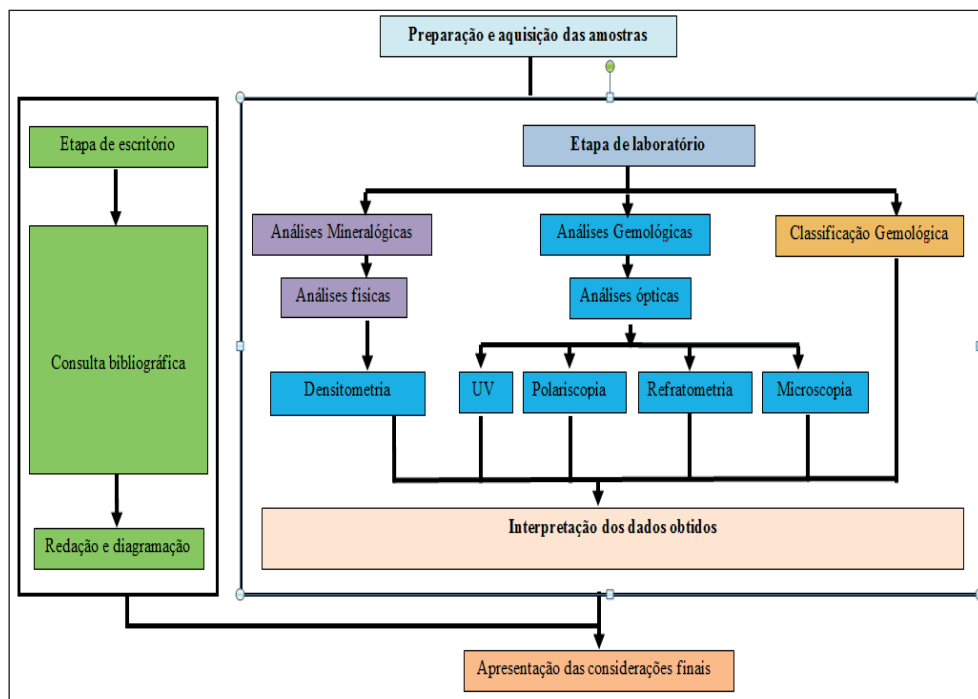 Preparação e aquisição das amostras
Etapa de escritório
Consulta bibliográfica
Redação e diagramação
Etapa de laboratório
Análises Mineralógicas
Análises Gemológicas
Classificação Gemológica
Análises físicas
Análises ópticas
Densitometria
UV
Polariscopia
Refratometria
Microscopia
Interpretação dos dados obtidos
Apresentação das considerações finais